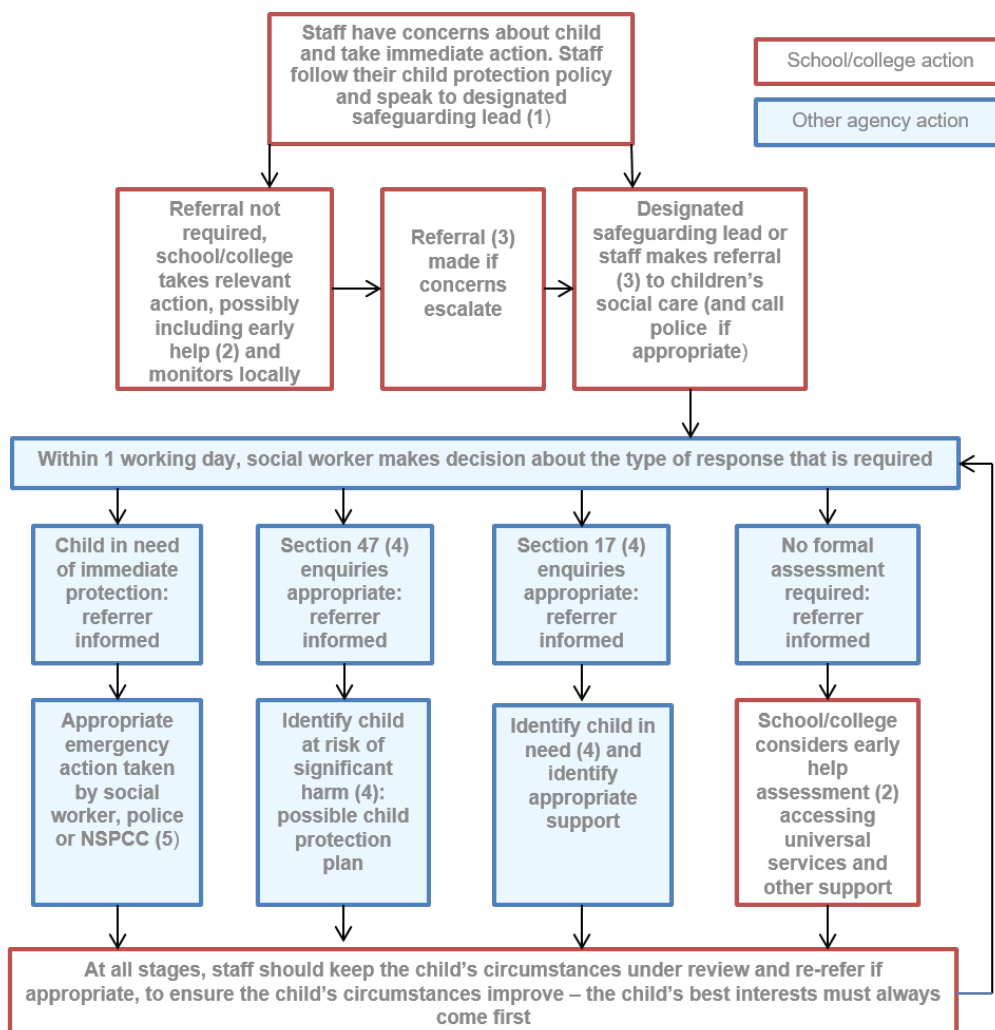 Staff have concerns about child
and take immediate action. Staff
follow their child protection policy
and speak to designated
safeguarding lead (1)
School/college action
Other agency action
Referral not
required,
school/college
takes relevant
action, possibly
including early
help (2) and
monitors locally
Referral (3)
made if
concerns
escalate
Designated
safeguarding lead or
staff makes referral
(3) to children’s
social care (and call
police if
appropriate)
Within 1 working day, social worker makes decision about the type of response that is required
Child in need
of immediate
protection:
referrer
informed
Section 47 (4)
enquiries
appropriate:
referrer
informed
Section 17 (4)
enquiries
appropriate:
referrer
informed
No formal
assessment
required:
referrer
informed
Appropriate
emergency
action taken
by social
worker, police
or NSPCC (5)
Identify child
at risk of
significant
harm (4):
possible child
protection
plan
Identify child in
need (4) and
identify
appropriate
support
School/college
considers early
help
assessment (2)
accessing
universal
services and
other support
At all stages, staff should keep the child’s circumstances under review and re-refer if
appropriate, to ensure the child’s circumstances improve – the child’s best interests must always
come first